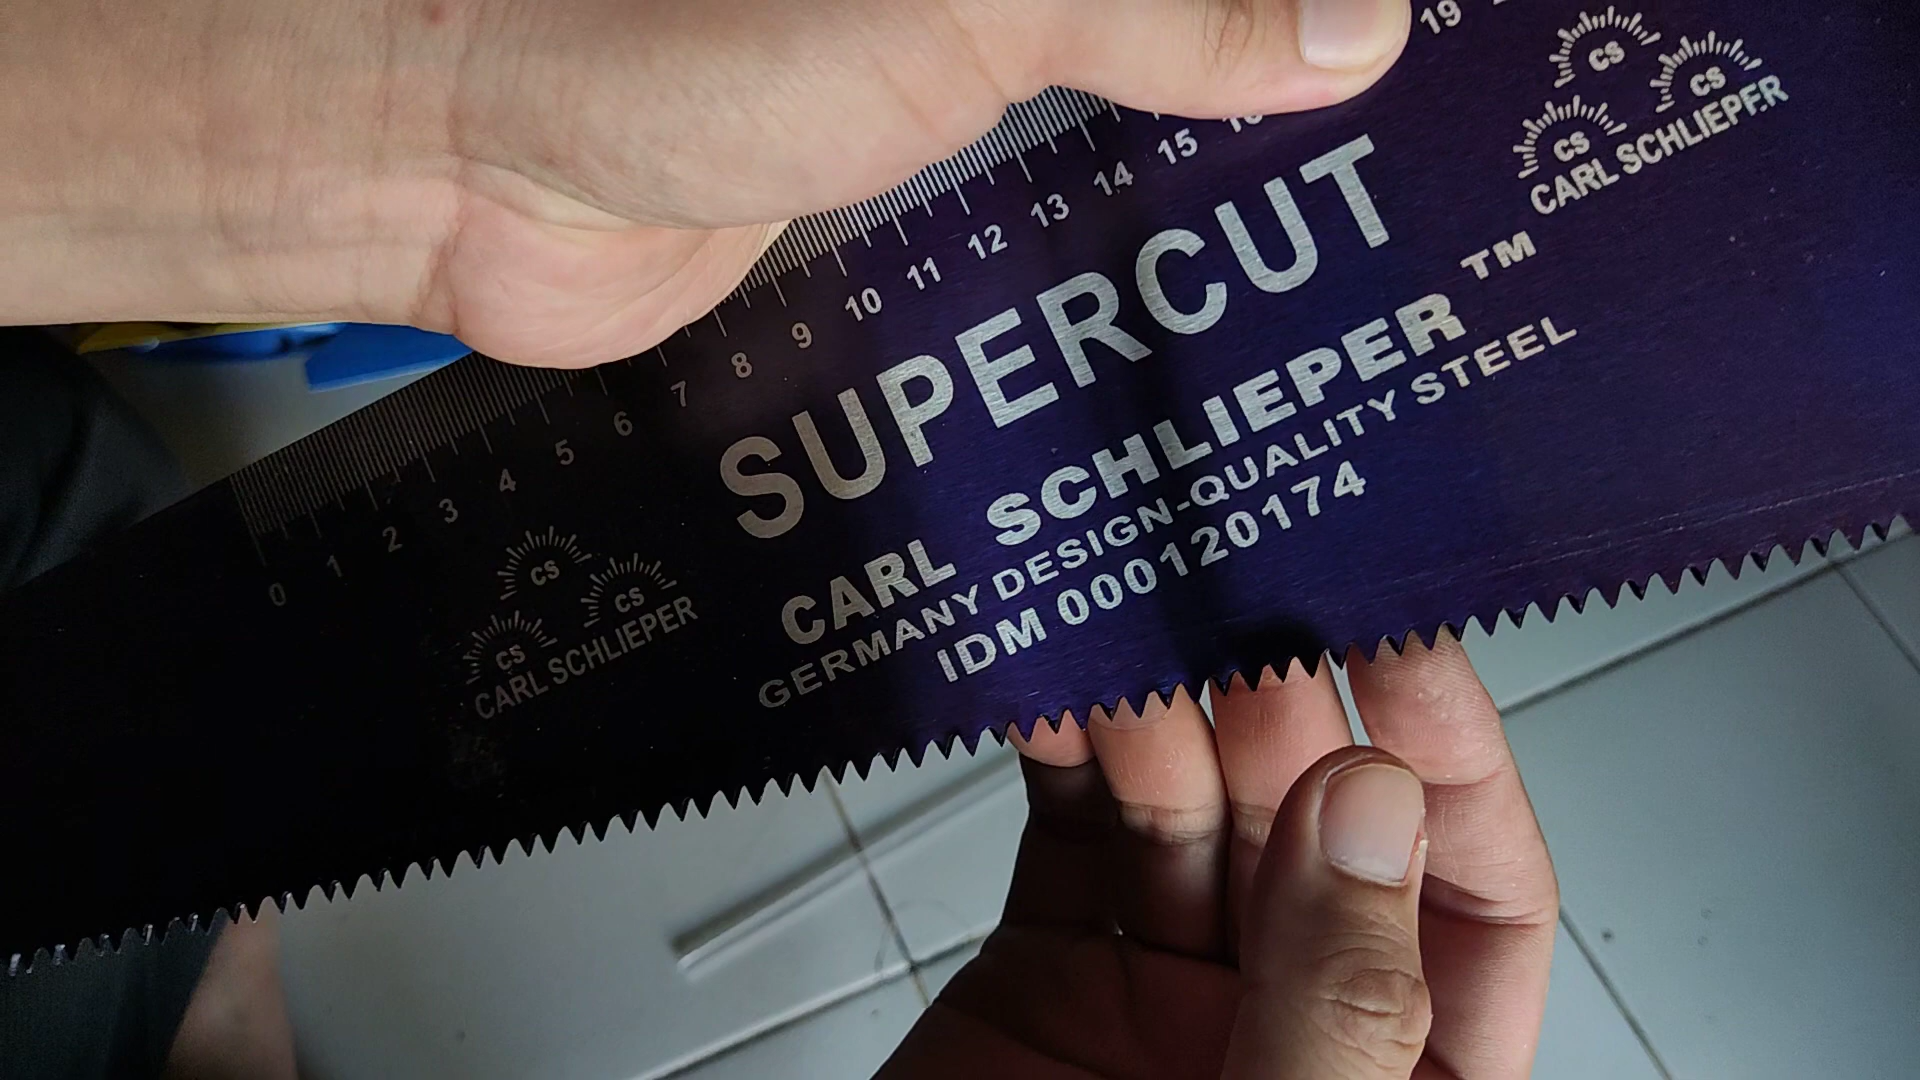 0 1 2 3 4 5 6 7 8 9 10 11 12 13 14 15 16 19
CS
CS
CS
CARL SCHLIEPER
SUPERCUT
CARL SCHLIEPER™
GERMANY DESIGN-QUALITY STEEL
IDM 000120174
CS
CS
CS
CARL SCHLIEPER